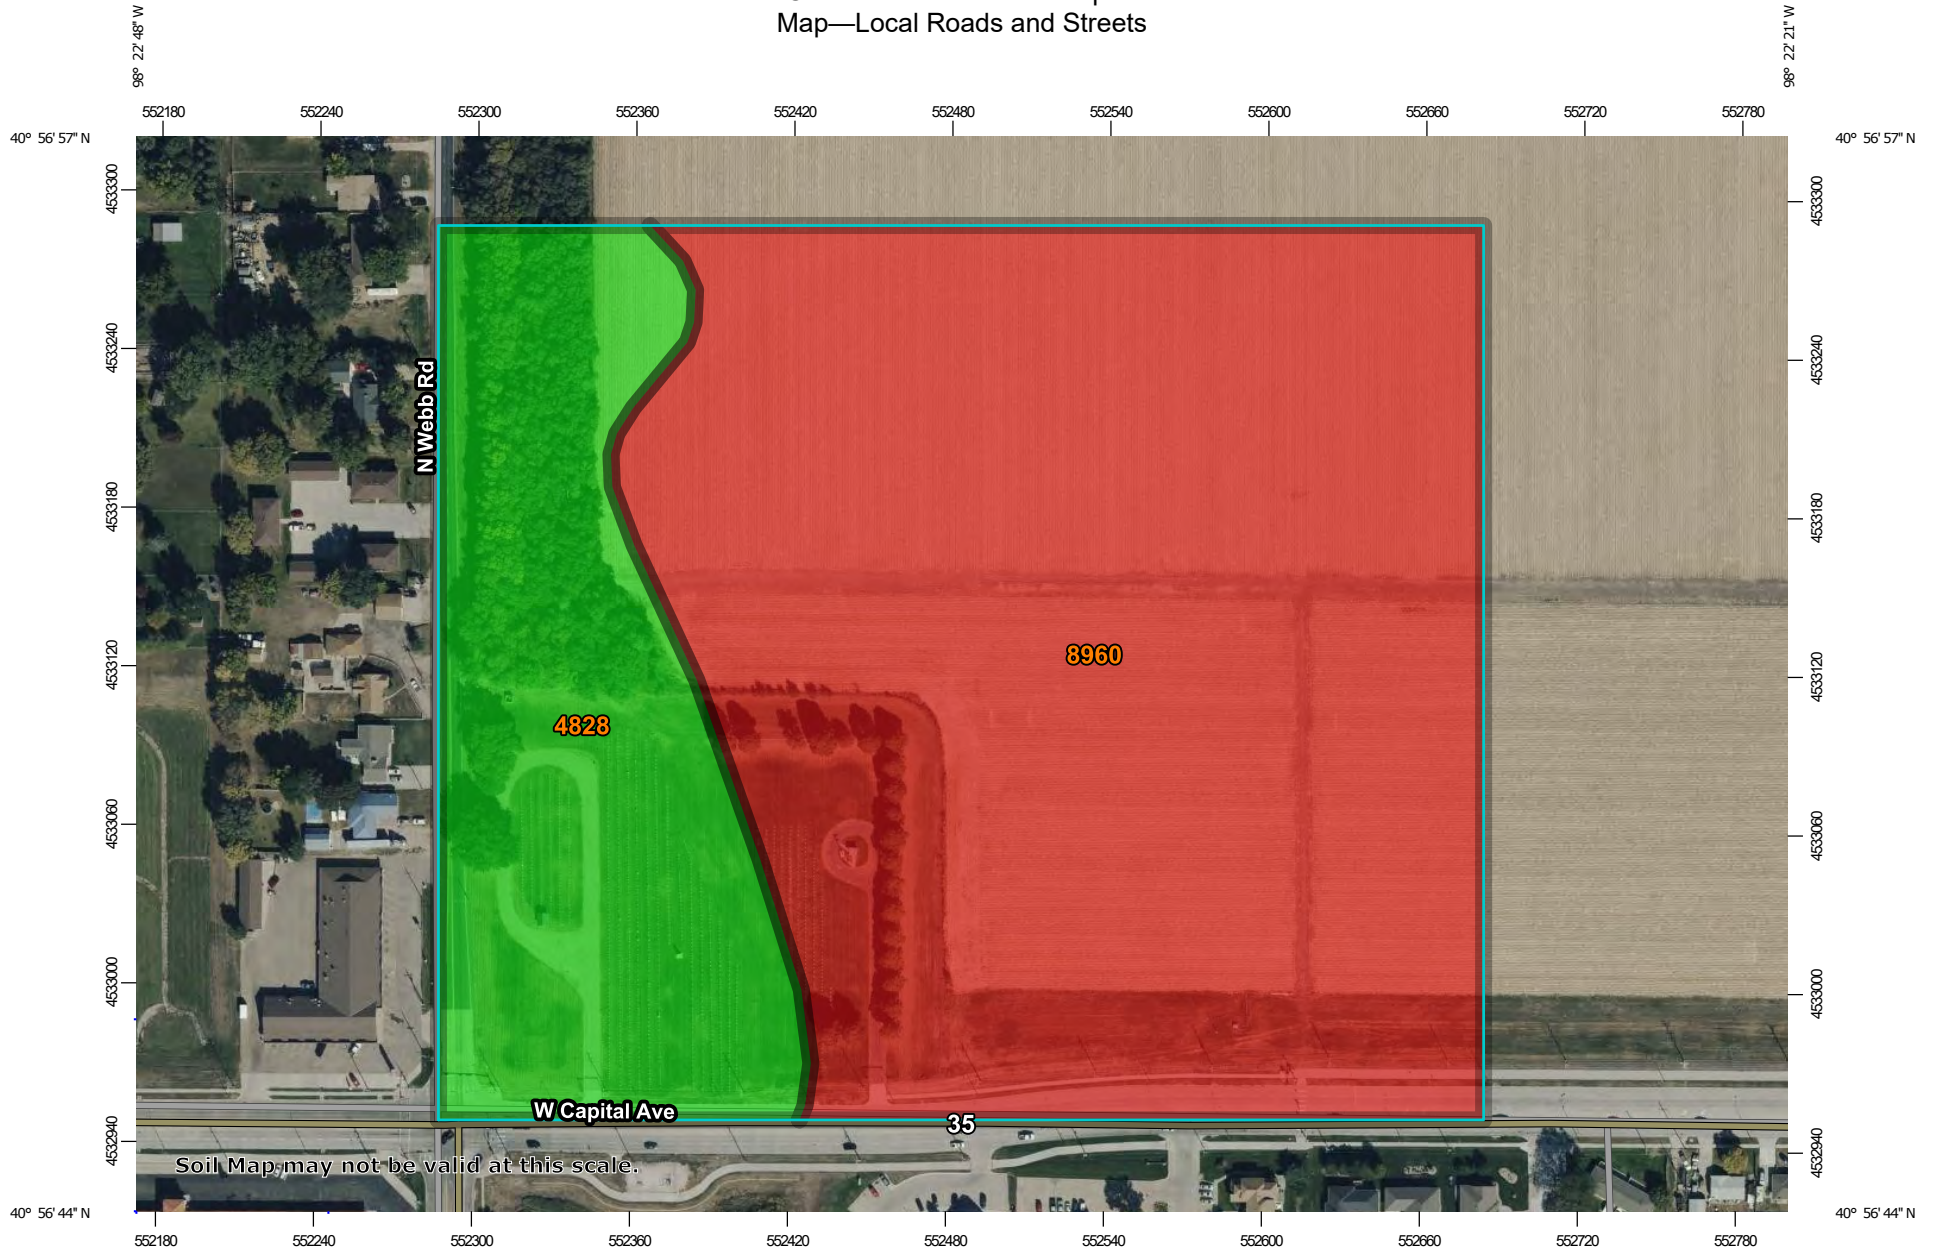 Map—Local Roads and Streets
98° 22' 48'' W
98° 22' 21'' W
552180 552240 552300 552360 552420 552480 552540 552600 552660 552720 552780
40° 56' 57'' N
40° 56' 57'' N
4533300
4533300
4533240
4533240
N Webb Rd
4533180
4533180
4533120
4533120
8960
4828
4533060
4533060
4533000
4533000
W Capital Ave
35
4532940
4532940
Soil Map may not be valid at this scale.
40° 56' 44'' N
40° 56' 44'' N
552180 552240 552300 552360 552420 552480 552540 552600 552660 552720 552780